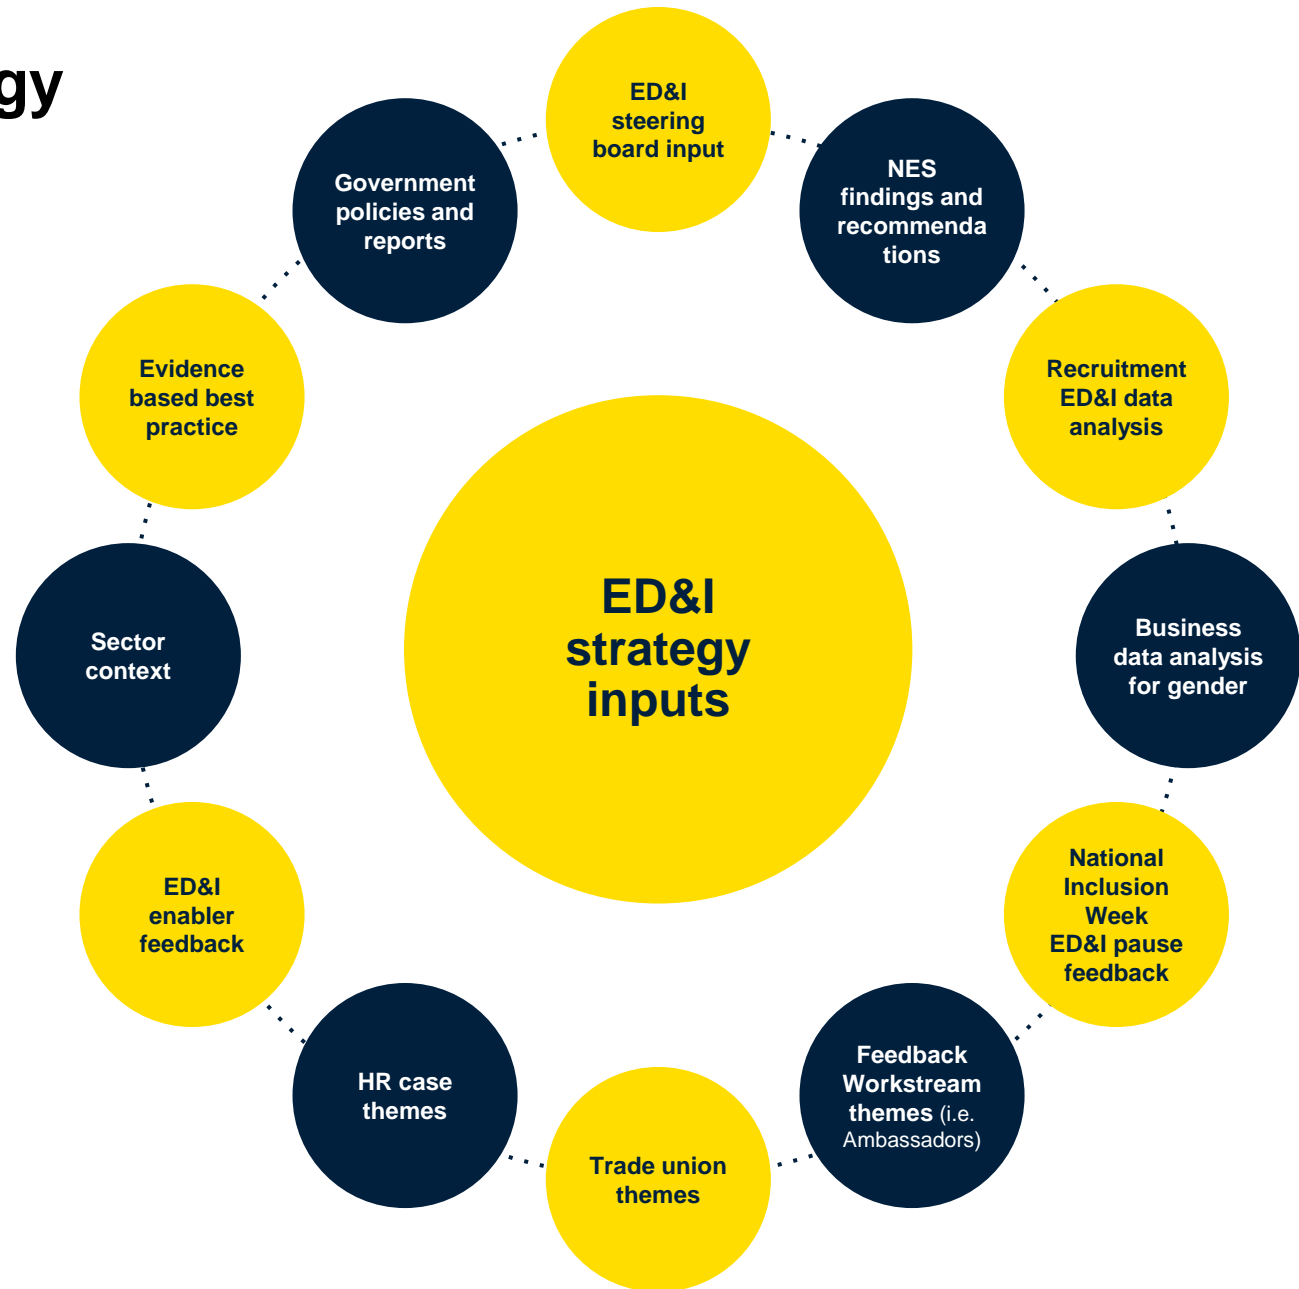 gy
ED&I
steering
board input
NES
findings and
recommenda
tions
Recruitment
ED&I data
analysis
Business
data analysis
for gender
National
Inclusion
Week
ED&I pause
feedback
Feedback
Workstream
themes (i.e.
Ambassadors)
Trade union
themes
HR case
themes
ED&I
enabler
feedback
Sector
context
Evidence
based best
practice
Government
policies and
reports
ED&I
strategy
inputs